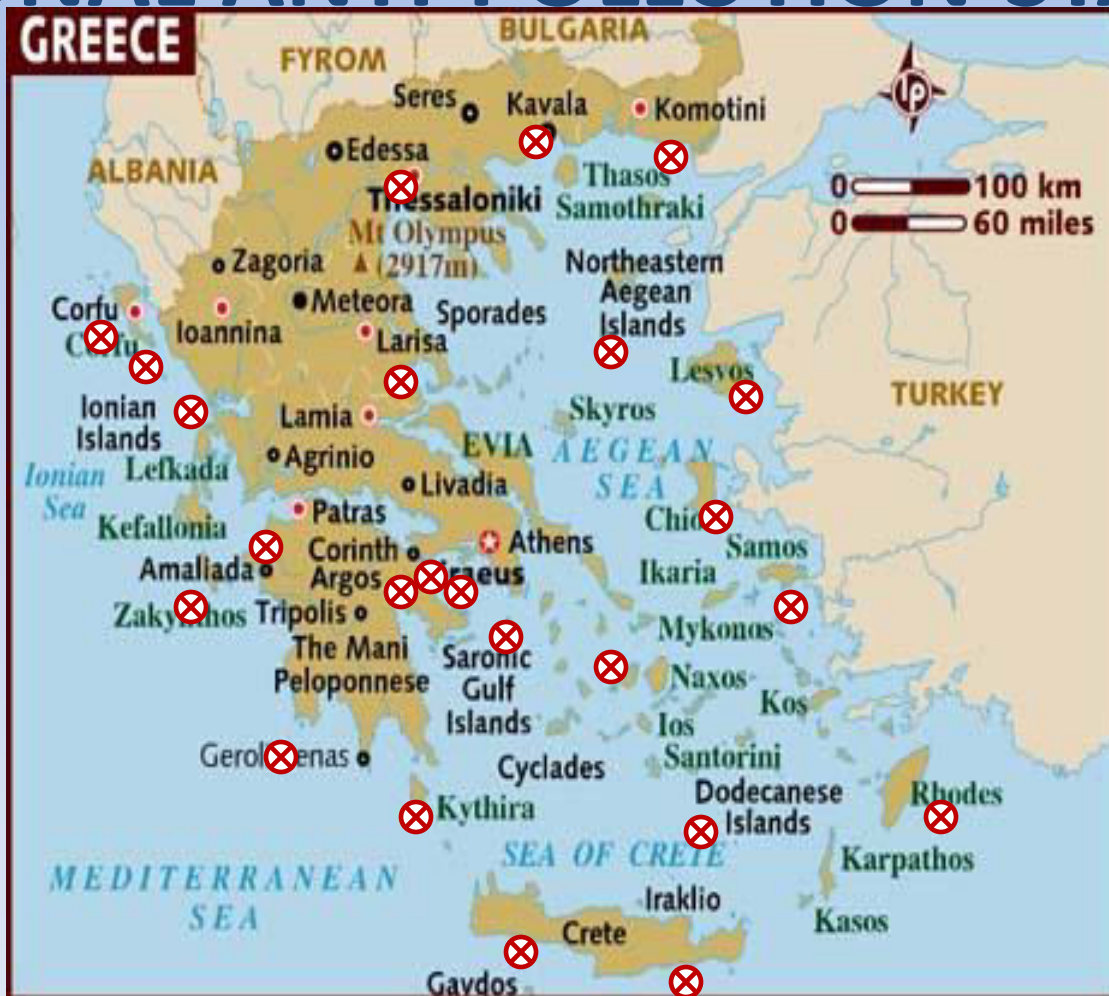 GREECE
BULGARIA
FYROM
Seres
Kavala
Komotini
Edessa
ALBANIA
Thasos
Thessaloniki
Samothraki
0 100 km
0 60 miles
Mt Olympus
(2917m)
Zagoria
Northeastern
Aegean
Islands
Meteora
Sporades
Corfu
Ioannina
Larisa
Corfu
Lesvos
TURKEY
Ionian
Islands
Lamia
Skyros
EVIA
AEGEAN
SEA
Agrinio
Ionian
Sea
Lefkada
Livadia
Patras
Chios
Kefallonia
Corinth
Athens
Samos
Amaliada
Argos
Ikaria
Zakynthos
Tripolis
Mykonos
The Mani
Peloponnese
Saronic
Gulf
Islands
Naxos
Kos
Ios
Santorini
Cyclades
Dodecanese
Islands
Rhodes
Kythira
SEA OF CRETE
Karpathos
MEDITERRANEAN
SEA
Iraklio
Kasos
Crete
Gavdos
lp